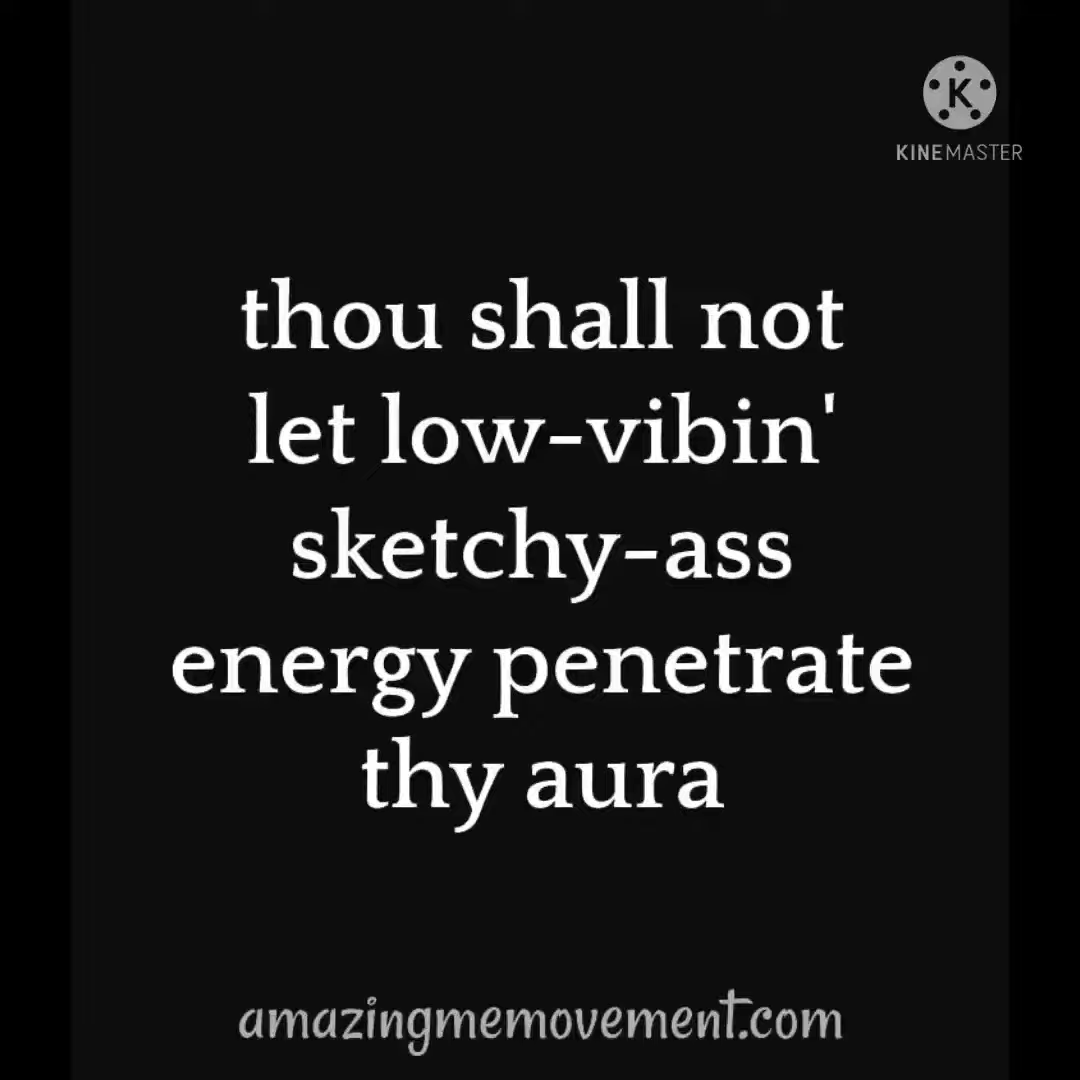 K
KINEMASTER
thou shall not
let low-vibin'
sketchy-ass
energy penetrate
thy aura
amazingmemovement.com